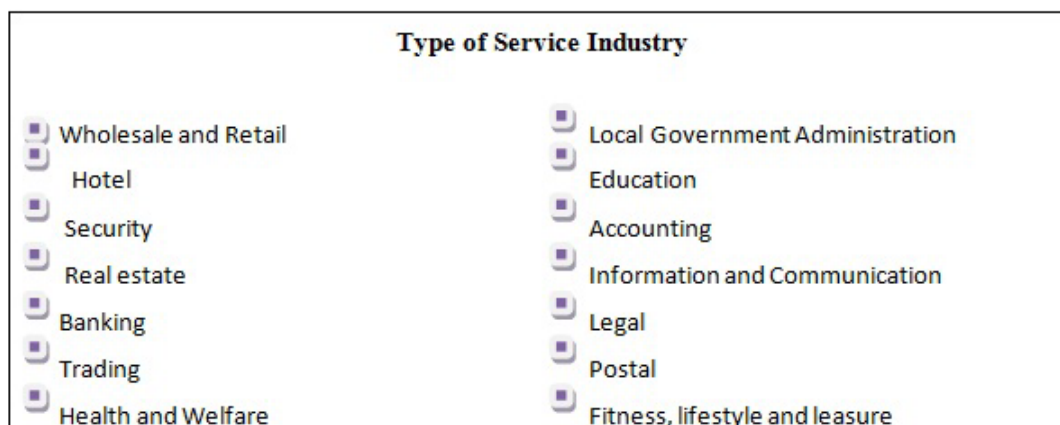 Type of Service Industry
Wholesale and Retail
Hotel
Security
Real estate
Banking
Trading
Health and Welfare
Local Government Administration
Education
Accounting
Information and Communication
Legal
Postal
Fitness, lifestyle and leasure